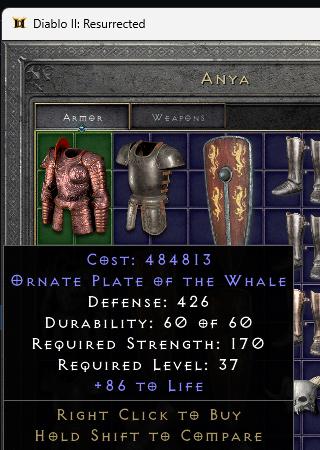 Diablo II: Resurrected
Anya
Armor Weapons
Cost: 484813
Ornate Plate of the Whale
Defense: 426
Durability: 60 of 60
Required Strength: 170
Required Level: 37
+86 to Life
Right Click to Buy
Hold Shift to Compare